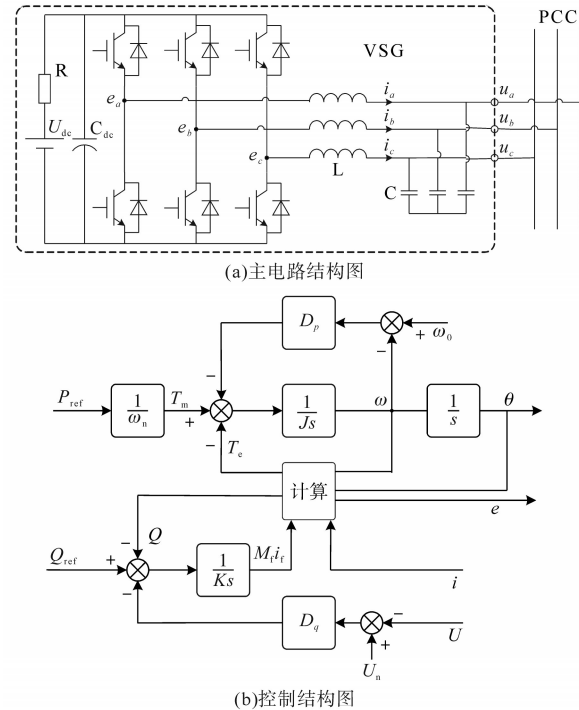 PCC
VSG
R
U_dc
C_dc
e_a
e_b
e_c
L
i_a
i_b
i_c
C
u_a
u_b
u_c
(a)主电路结构图
D_p
+ ω_0
−
−
P_ref
1/ω_n
T_m
+
1/Js
ω
1/s
θ
−
T_e
计算
e
−
Q
Q_ref
+
1/Ks
M_f i_f
i
−
D_q
−
U
+
U_n
(b)控制结构图